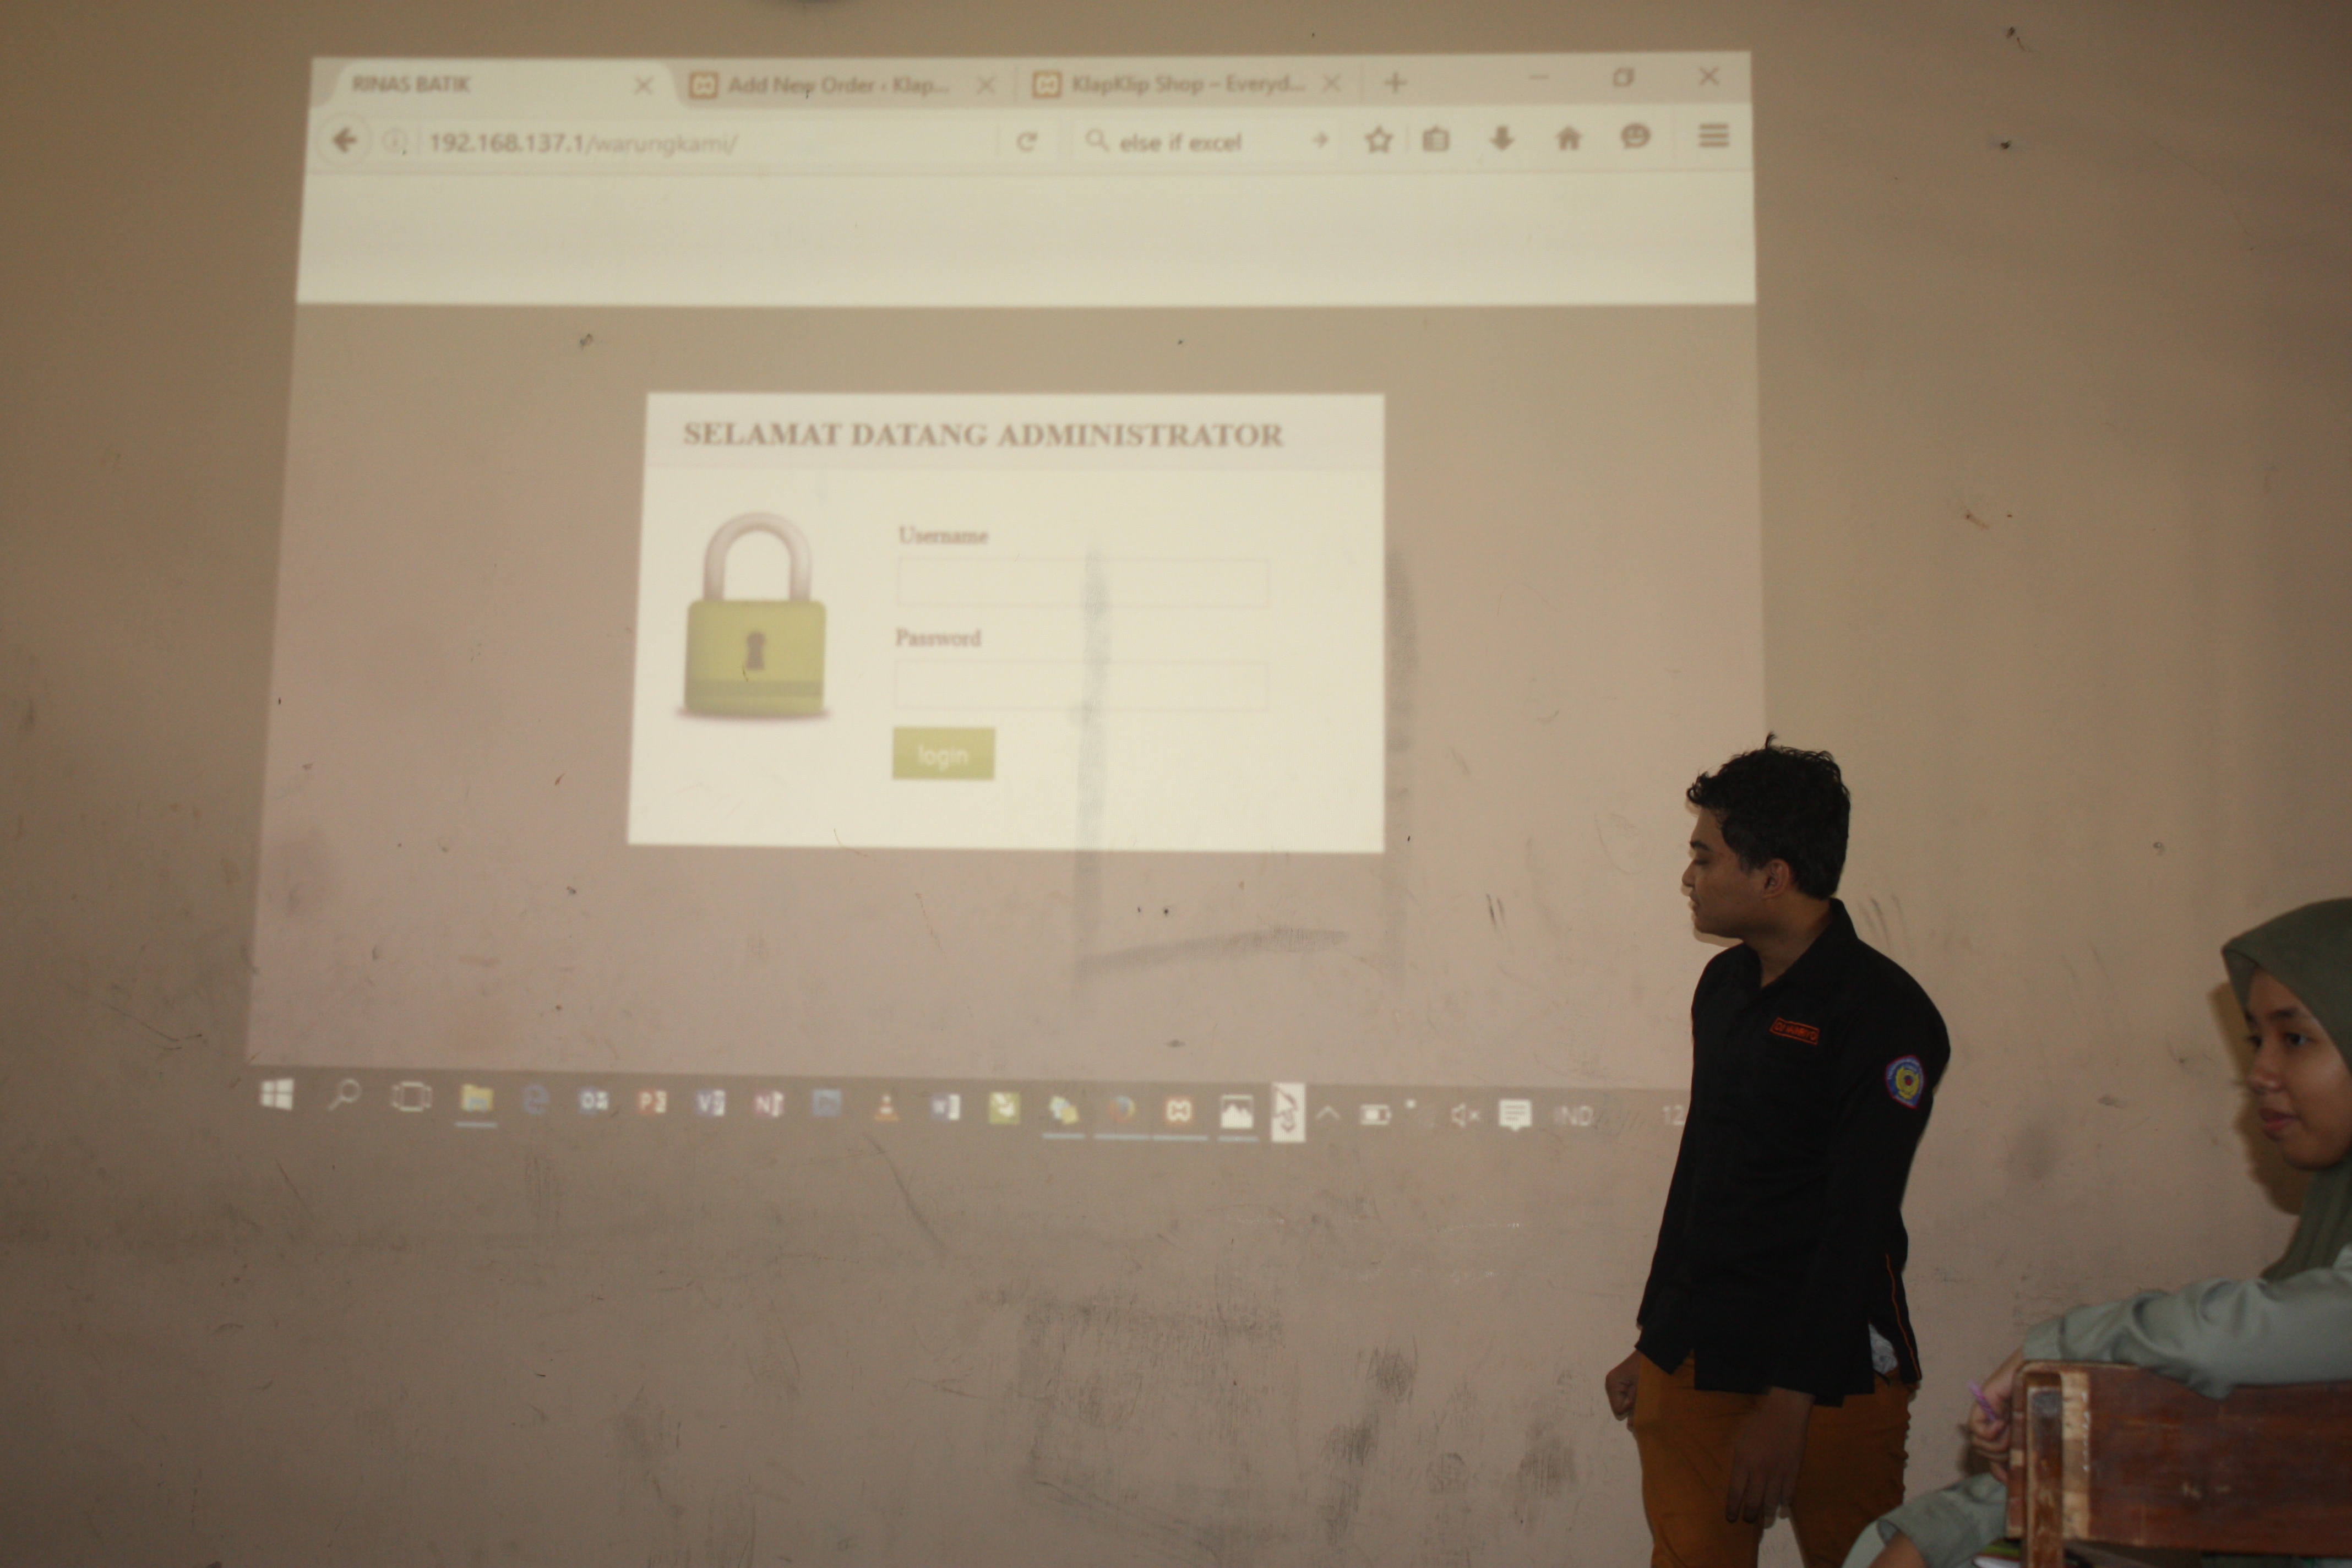 RINAS BATIK
Add New Order ‹ Klap...
KlapKlip Shop – Everyd...
192.168.137.1/warungkami/
else if excel
SELAMAT DATANG ADMINISTRATOR
Username
Password
login
IND
12